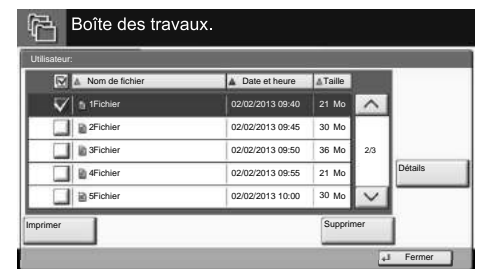 Boîte des travaux.
Utilisateur:
Nom de fichier Date et heure Taille
1Fichier 02/02/2013 09:40 21 Mo
2Fichier 02/02/2013 09:45 30 Mo
3Fichier 02/02/2013 09:50 36 Mo 2/3
4Fichier 02/02/2013 09:55 21 Mo Détails
5Fichier 02/02/2013 10:00 30 Mo
Imprimer Supprimer
Fermer